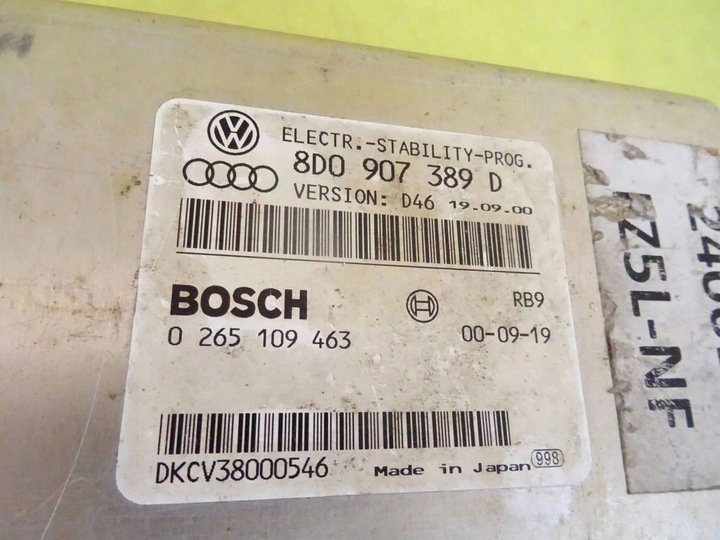 ELECTR.-STABILITY-PROG.
8D0 907 389 D
VERSION: D46 19.09.00
BOSCH
RB9
0 265 109 463
00-09-19
DKCV38000546
Made in Japan 998
FZ5L-NF